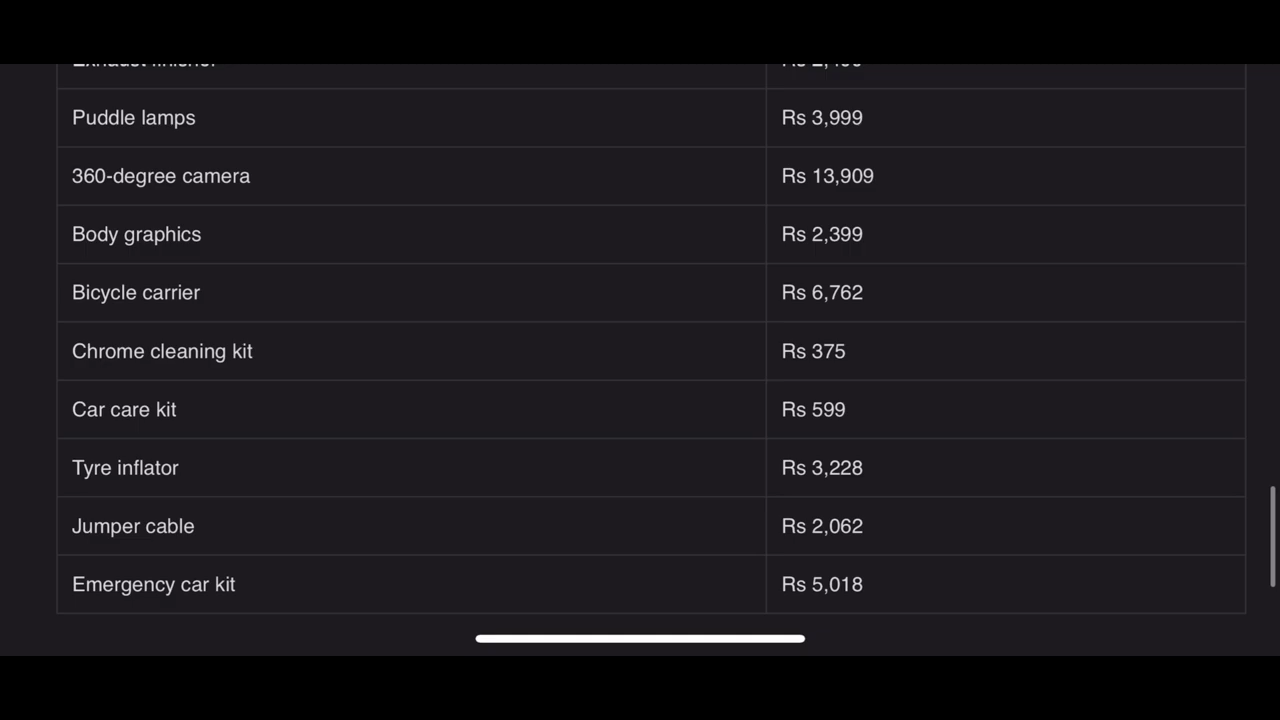 Puddle lamps Rs 3,999
360-degree camera Rs 13,909
Body graphics Rs 2,399
Bicycle carrier Rs 6,762
Chrome cleaning kit Rs 375
Car care kit Rs 599
Tyre inflator Rs 3,228
Jumper cable Rs 2,062
Emergency car kit Rs 5,018